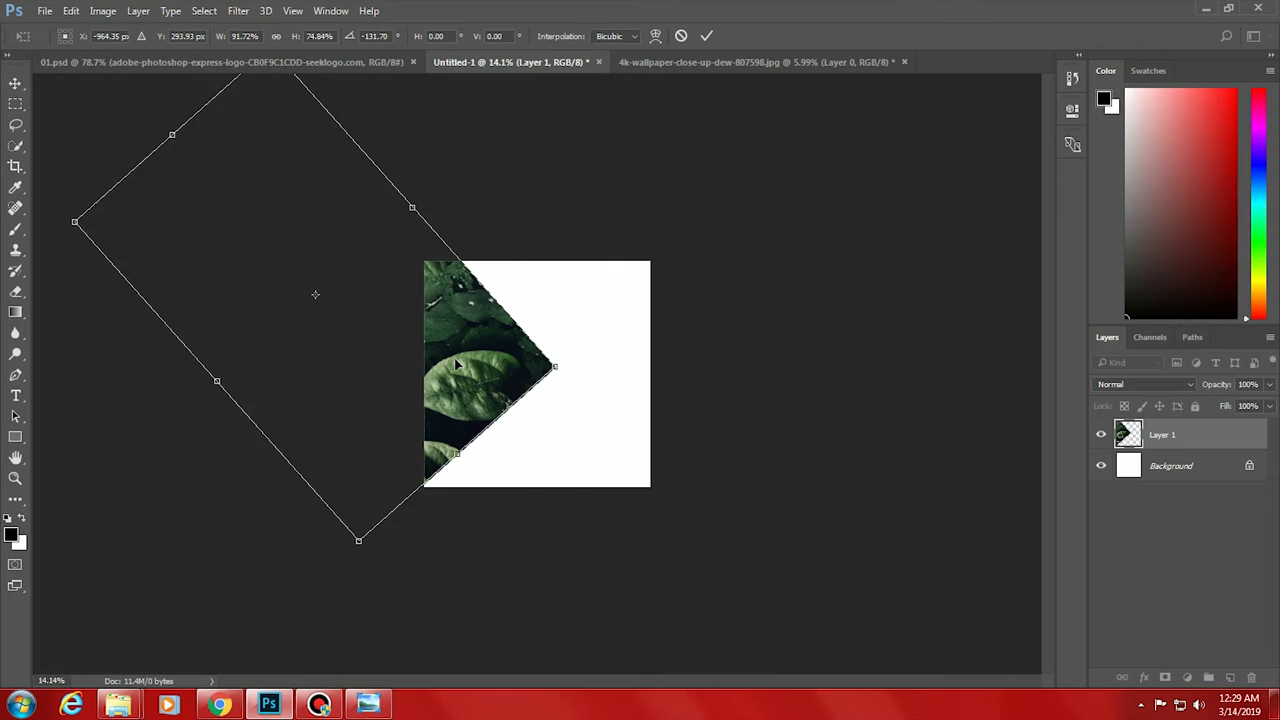 Ps File Edit Image Layer Type Select Filter 3D View Window Help
X: -964.35 px Y: 293.93 px W: 91.72% H: 74.84% -131.70 ° H: 0.00 ° V: 0.00 ° Interpolation: Bicubic
01.psd @ 78.7% (adobe-photoshop-express-logo-CB0F9C1CDD-seeklogo.com, RGB/8#) × Untitled-1 @ 14.1% (Layer 1, RGB/8) * × 4k-wallpaper-close-up-dew-807598.jpg @ 5.99% (Layer 0, RGB/8) * ×
Color Swatches
Layers Channels Paths
Kind
Normal Opacity: 100%
Lock: Fill: 100%
Layer 1
Background
14.14% Doc: 11.4M/0 bytes
Ps
12:29 AM
3/14/2019